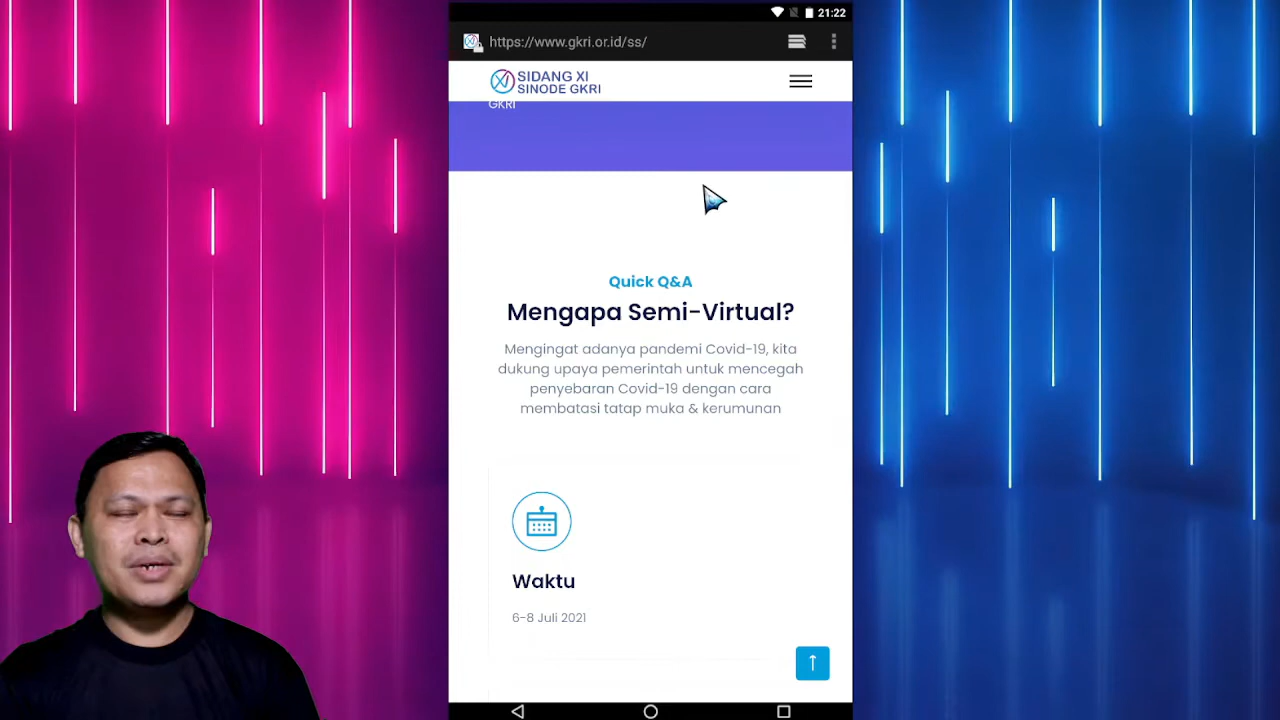 21:22
https://www.gkri.or.id/ss/
SIDANG XI
SINODE GKRI
GKRI
Quick Q&A
Mengapa Semi-Virtual?
Mengingat adanya pandemi Covid-19, kita
dukung upaya pemerintah untuk mencegah
penyebaran Covid-19 dengan cara
membatasi tatap muka & kerumunan
Waktu
6-8 Juli 2021